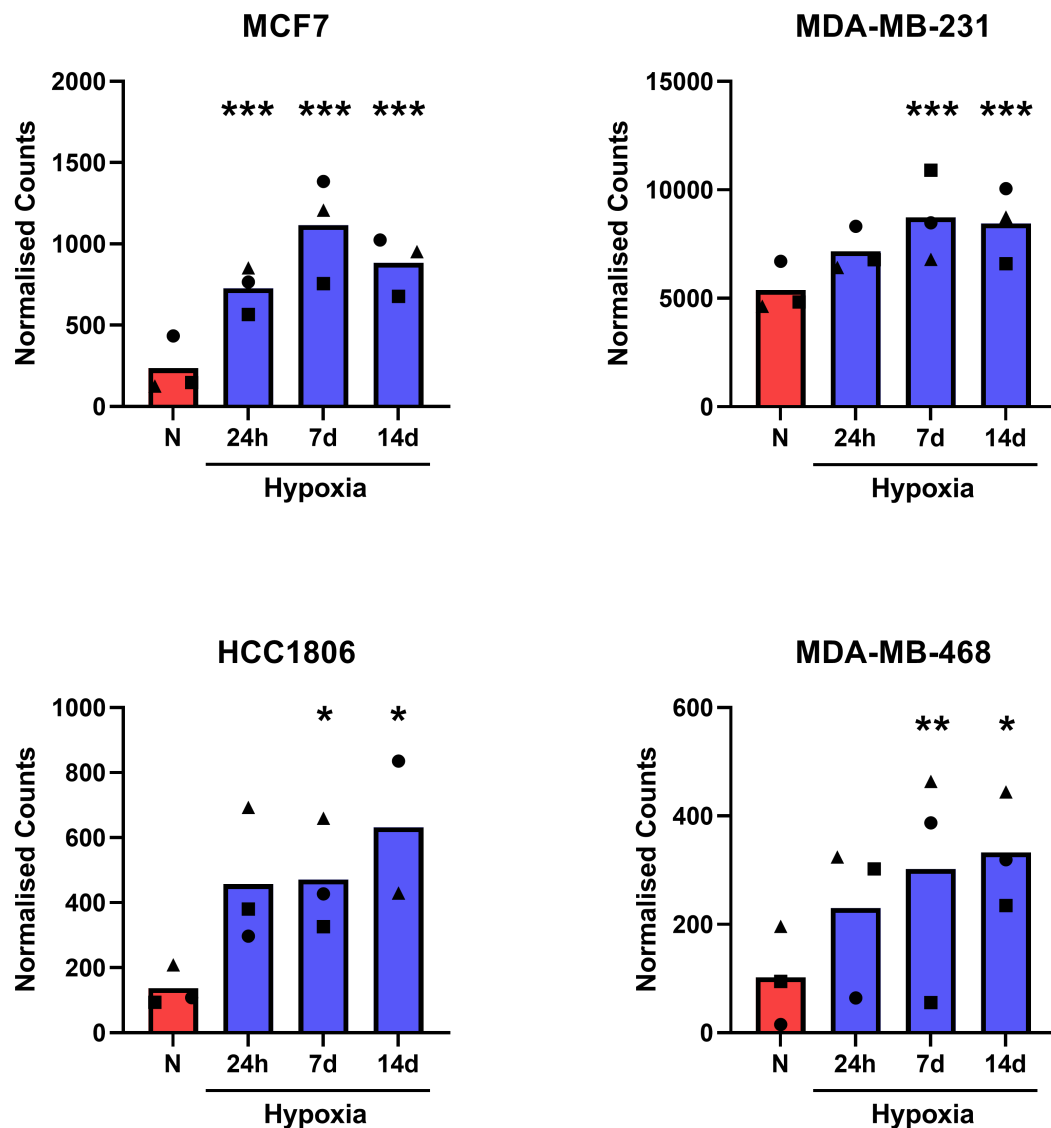 MCF7
Normalised Counts
2000
1500
1000
500
0
*** *** ***
N 24h 7d 14d
Hypoxia
MDA-MB-231
Normalised Counts
15000
10000
5000
0
*** ***
N 24h 7d 14d
Hypoxia
HCC1806
Normalised Counts
1000
800
600
400
200
0
* *
N 24h 7d 14d
Hypoxia
MDA-MB-468
Normalised Counts
600
400
200
0
** *
N 24h 7d 14d
Hypoxia